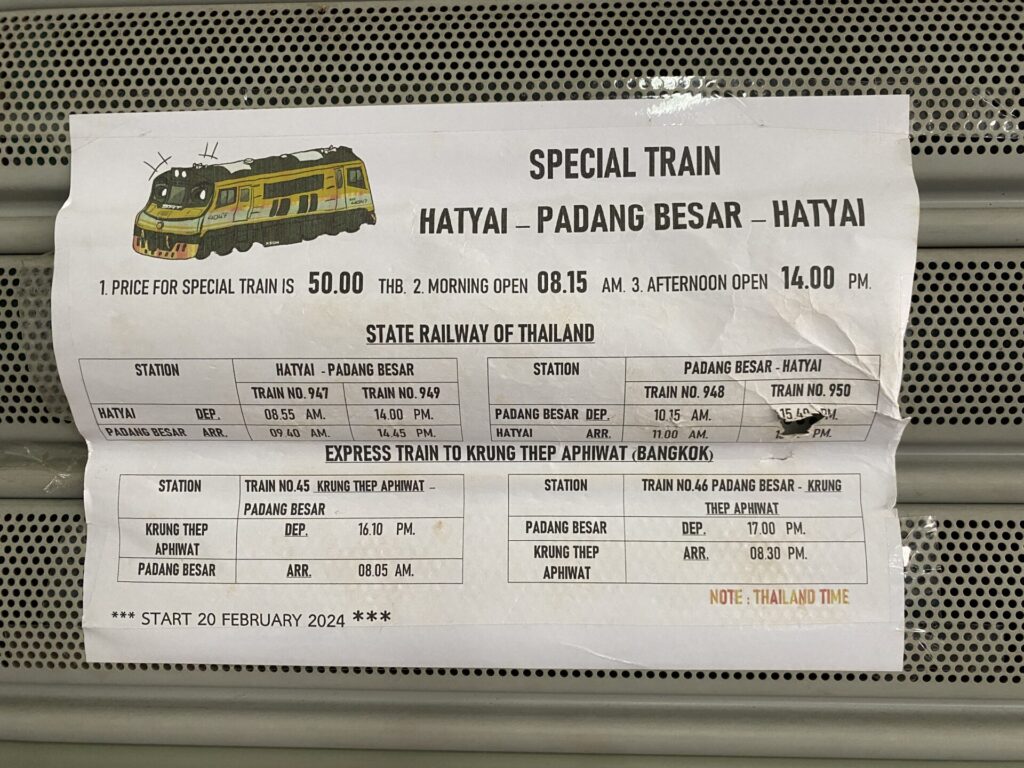 SPECIAL TRAIN
HATYAI – PADANG BESAR – HATYAI
1. PRICE FOR SPECIAL TRAIN IS 50.00 THB. 2. MORNING OPEN 08.15 AM. 3. AFTERNOON OPEN 14.00 PM.
STATE RAILWAY OF THAILAND
STATION HATYAI - PADANG BESAR
TRAIN NO. 947 TRAIN NO. 949
HATYAI DEP. 08.55 AM. 14.00 PM.
PADANG BESAR ARR. 09.40 AM. 14.45 PM.
STATION PADANG BESAR - HATYAI
TRAIN NO. 948 TRAIN NO. 950
PADANG BESAR DEP. 10.15 AM. 15.40 PM.
HATYAI ARR. 11.00 AM. PM.
EXPRESS TRAIN TO KRUNG THEP APHIWAT (BANGKOK)
STATION TRAIN NO.45 KRUNG THEP APHIWAT –
PADANG BESAR
KRUNG THEP DEP. 16.10 PM.
APHIWAT
PADANG BESAR ARR. 08.05 AM.
STATION TRAIN NO.46 PADANG BESAR - KRUNG
THEP APHIWAT
PADANG BESAR DEP. 17.00 PM.
KRUNG THEP ARR. 08.30 PM.
APHIWAT
NOTE : THAILAND TIME
*** START 20 FEBRUARY 2024 ***